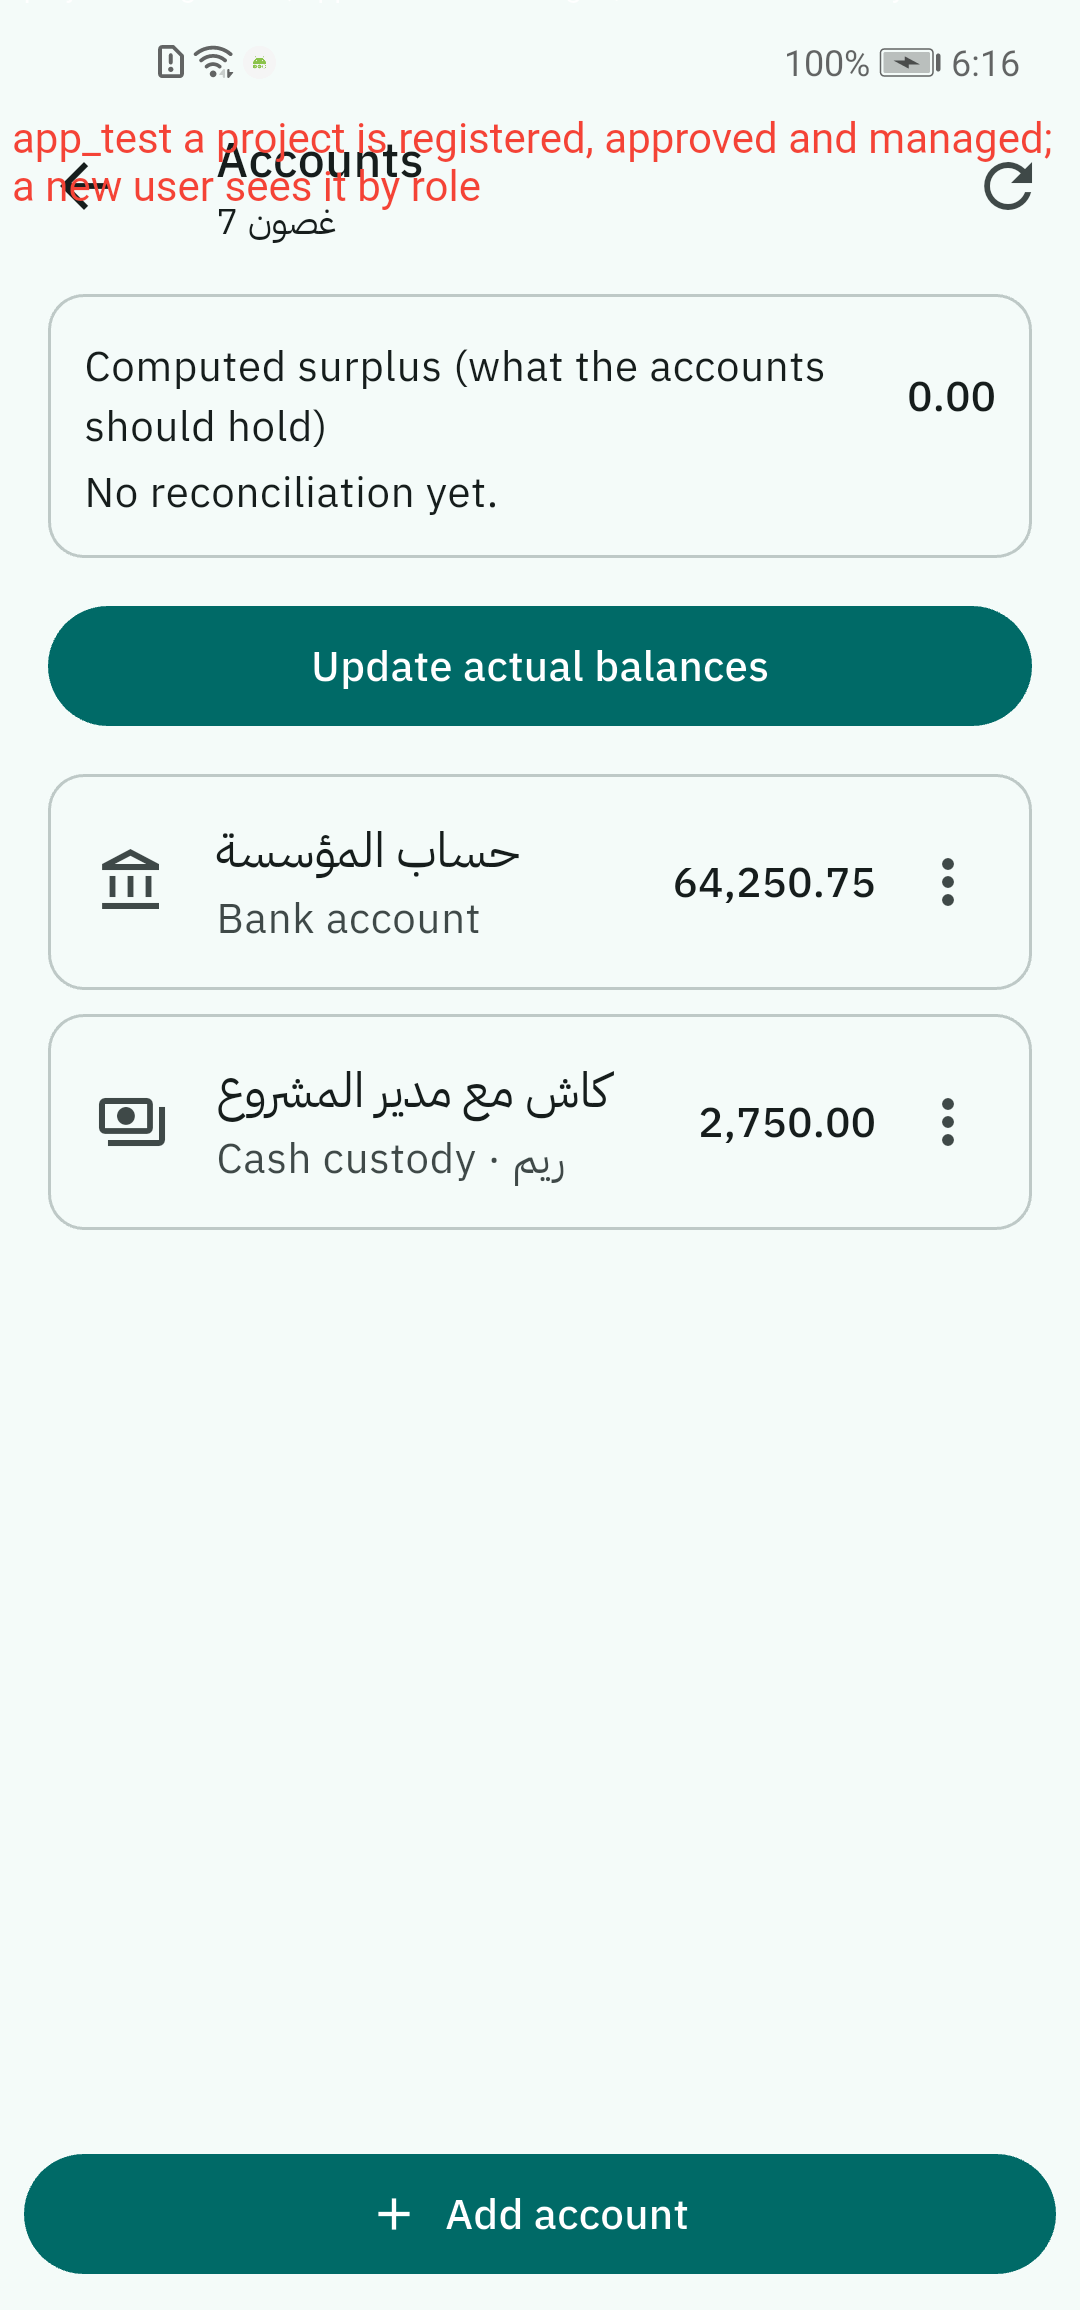 100% 6:16
app_test a project is registered, approved and managed;
a new user sees it by role
Accounts
غصون 7
Computed surplus (what the accounts
should hold)
0.00
No reconciliation yet.
Update actual balances
حساب المؤسسة
Bank account
64,250.75
كاش مع مدير المشروع
Cash custody · ريم
2,750.00
+ Add account